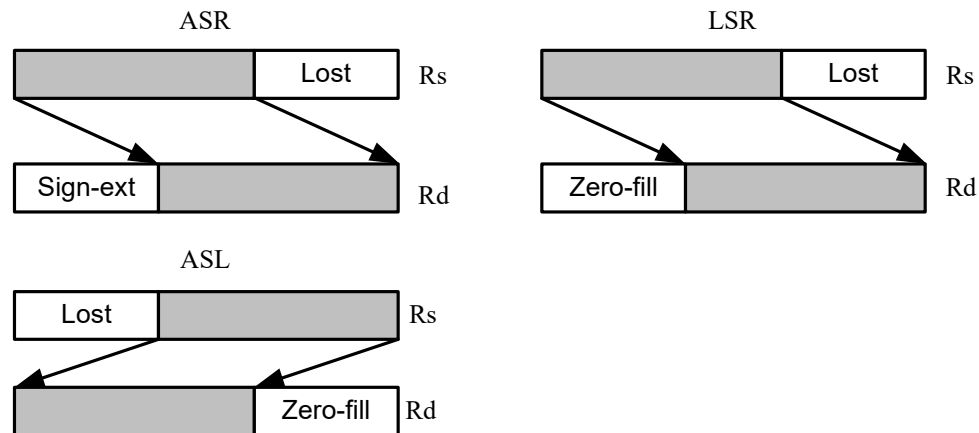 ASR LSR
Lost Rs Lost Rs
Sign-ext Rd Zero-fill Rd
ASL
Lost Rs
Zero-fill Rd